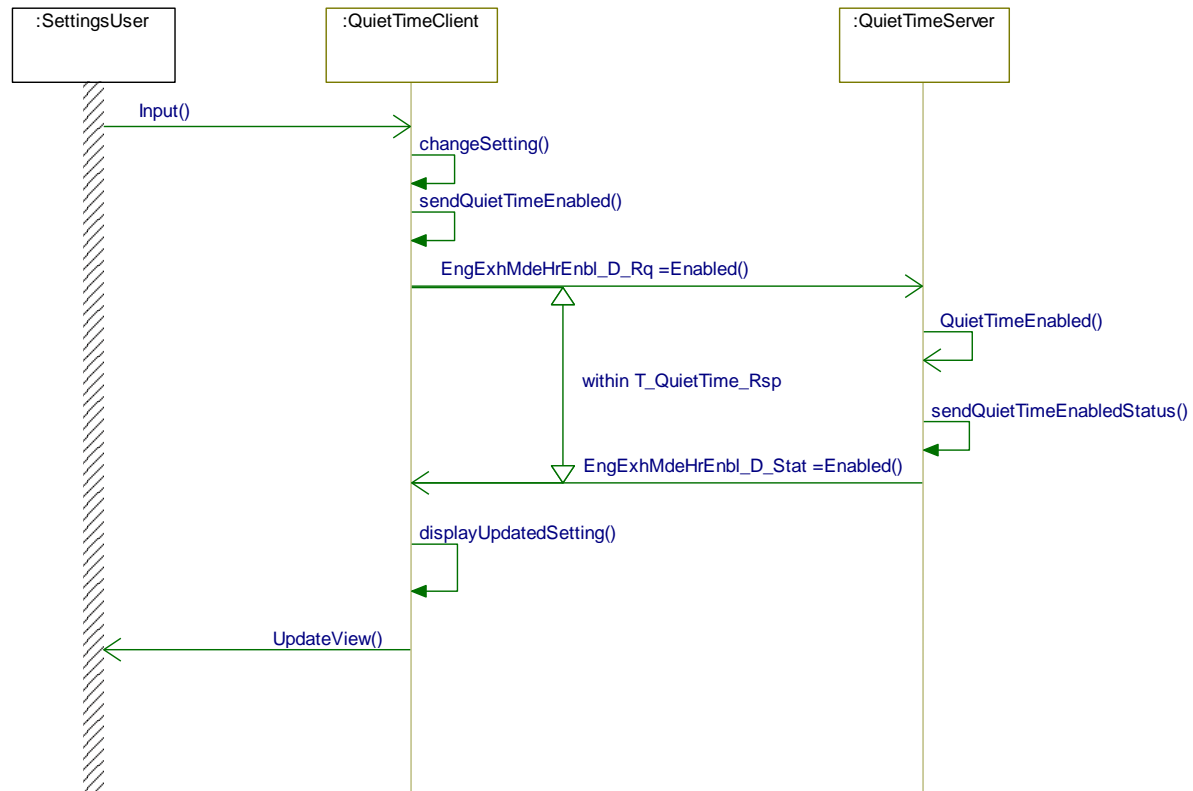 :SettingsUser
:QuietTimeClient
:QuietTimeServer
Input()
changeSetting()
sendQuietTimeEnabled()
EngExhMdeHrEnbl_D_Rq =Enabled()
QuietTimeEnabled()
within T_QuietTime_Rsp
sendQuietTimeEnabledStatus()
EngExhMdeHrEnbl_D_Stat =Enabled()
displayUpdatedSetting()
UpdateView()